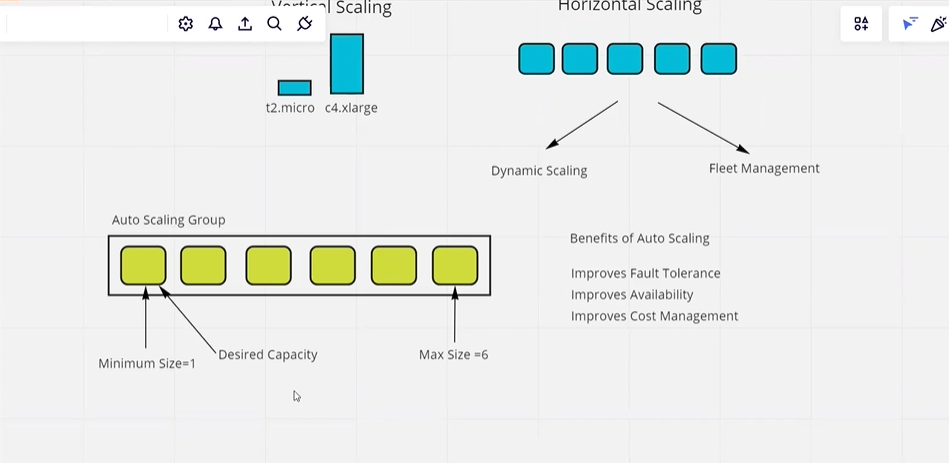 Vertical Scaling
Horizontal Scaling
t2.micro
c4.xlarge
Dynamic Scaling
Fleet Management
Auto Scaling Group
Benefits of Auto Scaling
Improves Fault Tolerance
Improves Availability
Improves Cost Management
Minimum Size=1
Desired Capacity
Max Size =6